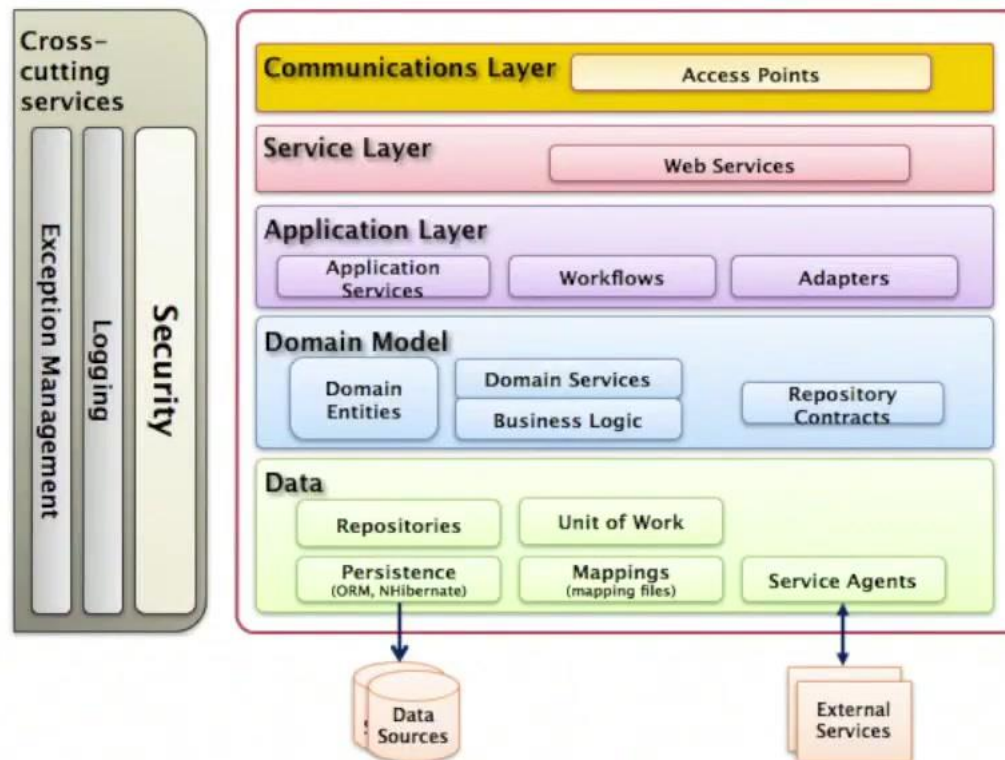 Cross-
cutting
services
Exception Management
Logging
Security
Communications Layer
Access Points
Service Layer
Web Services
Application Layer
Application
Services
Workflows
Adapters
Domain Model
Domain
Entities
Domain Services
Business Logic
Repository
Contracts
Data
Repositories
Unit of Work
Persistence
(ORM, NHibernate)
Mappings
(mapping files)
Service Agents
Data
Sources
External
Services